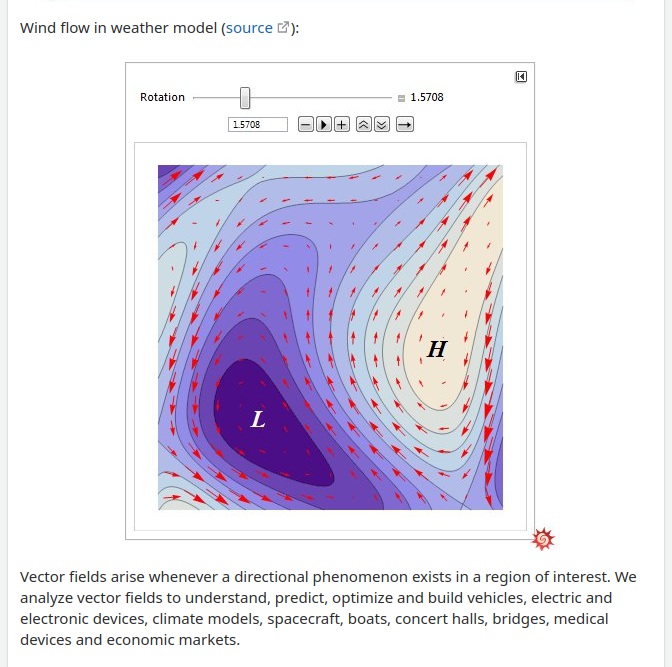 Wind flow in weather model (source):
Rotation 1.5708
1.5708
H
L
Vector fields arise whenever a directional phenomenon exists in a region of interest. We
analyze vector fields to understand, predict, optimize and build vehicles, electric and
electronic devices, climate models, spacecraft, boats, concert halls, bridges, medical
devices and economic markets.